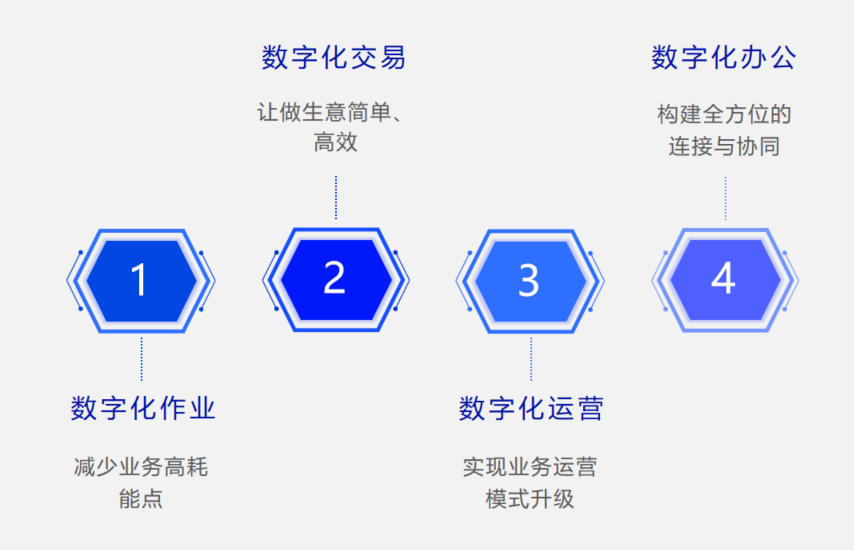 数字化交易
让做生意简单、
高效
数字化办公
构建全方位的
连接与协同
1
2
3
4
数字化作业
减少业务高耗
能点
数字化运营
实现业务运营
模式升级